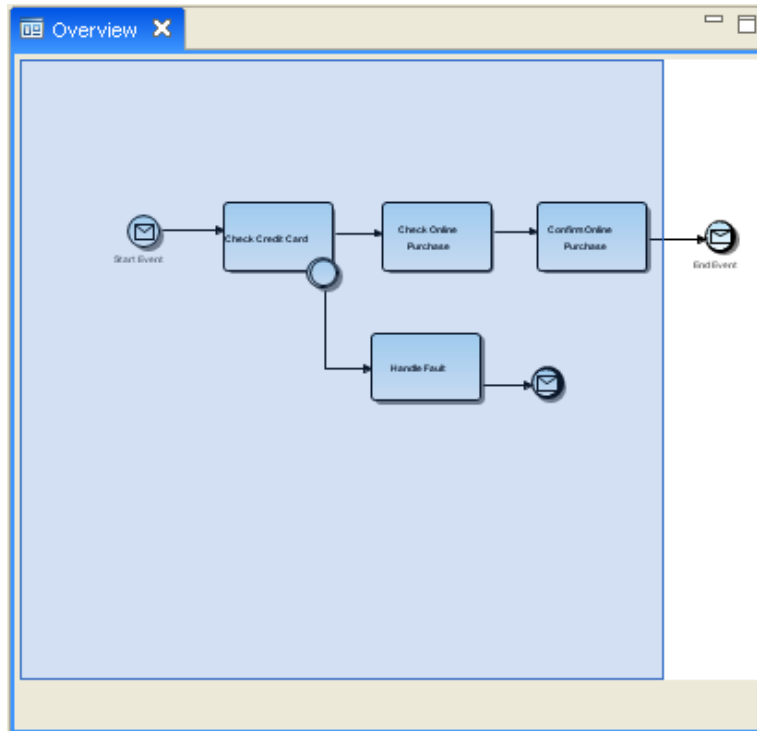 Overview
Start Event
Check Credit Card
Check Online
Purchase
Confirm Online
Purchase
End Event
Handle Fault